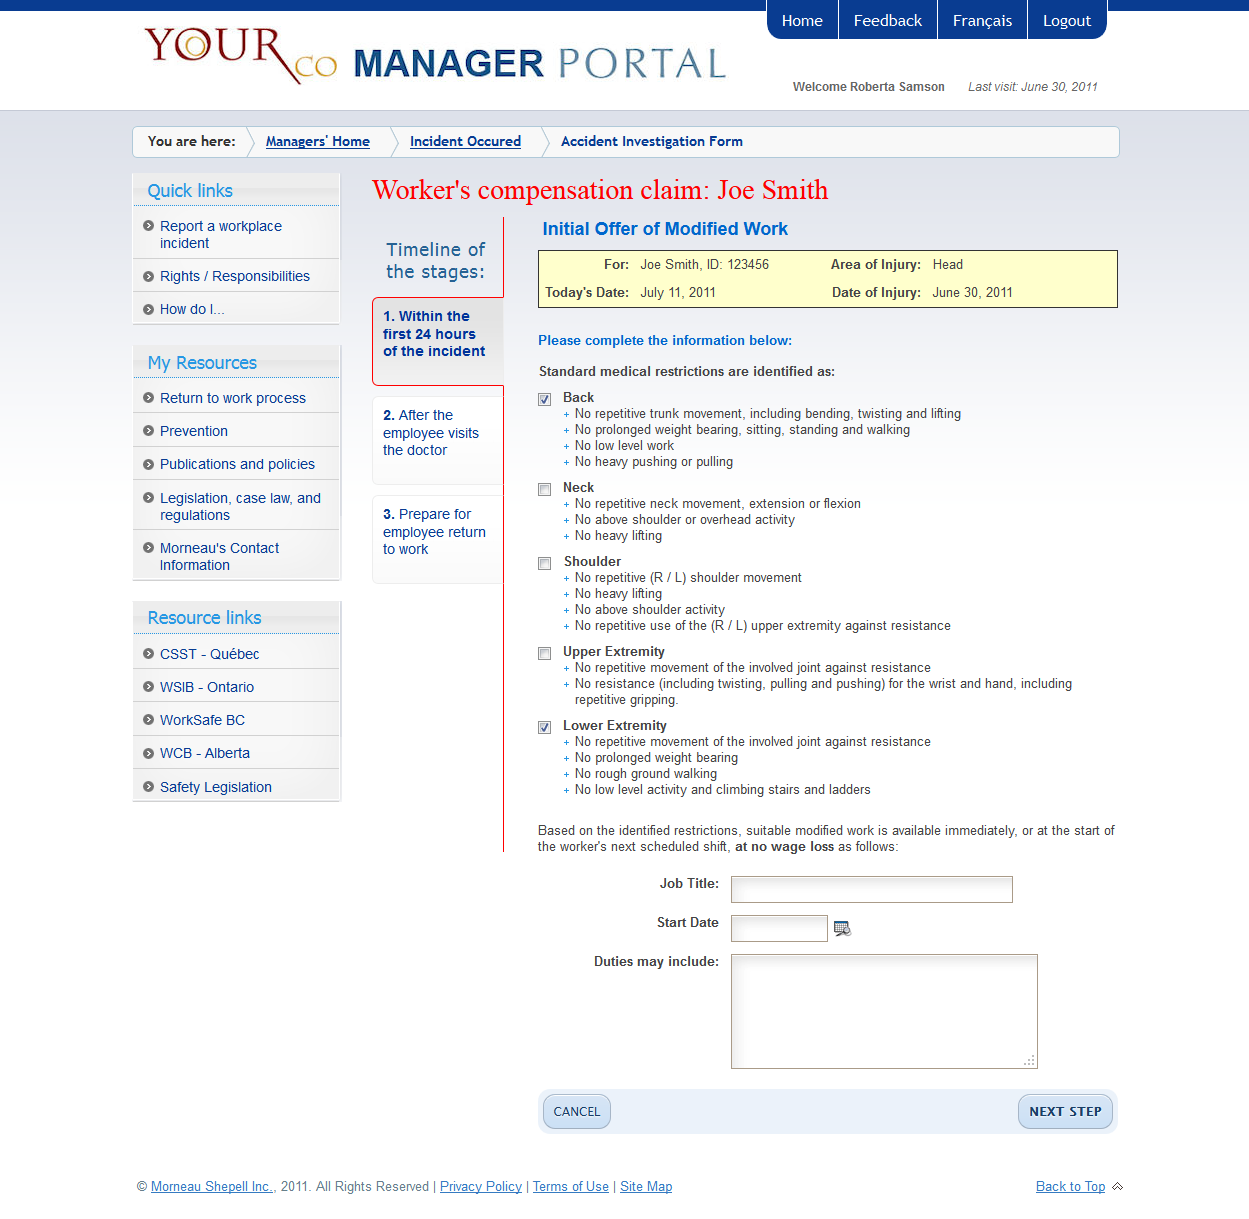 Home
Feedback
Français
Logout
YOUR CO MANAGER PORTAL
Welcome Roberta Samson Last visit: June 30, 2011
You are here: Managers' Home Incident Occured Accident Investigation Form
Quick links
Report a workplace
incident
Rights / Responsibilities
How do I...
My Resources
Return to work process
Prevention
Publications and policies
Legislation, case law, and
regulations
Morneau's Contact
Information
Resource links
CSST - Québec
WSIB - Ontario
WorkSafe BC
WCB - Alberta
Safety Legislation
Worker's compensation claim: Joe Smith
Timeline of
the stages:
1. Within the
first 24 hours
of the incident
2. After the
employee visits
the doctor
3. Prepare for
employee return
to work
Initial Offer of Modified Work
For: Joe Smith, ID: 123456 Area of Injury: Head
Today's Date: July 11, 2011 Date of Injury: June 30, 2011
Please complete the information below:
Standard medical restrictions are identified as:
Back
+ No repetitive trunk movement, including bending, twisting and lifting
+ No prolonged weight bearing, sitting, standing and walking
+ No low level work
+ No heavy pushing or pulling
Neck
+ No repetitive neck movement, extension or flexion
+ No above shoulder or overhead activity
+ No heavy lifting
Shoulder
+ No repetitive (R / L) shoulder movement
+ No heavy lifting
+ No above shoulder activity
+ No repetitive use of the (R / L) upper extremity against resistance
Upper Extremity
+ No repetitive movement of the involved joint against resistance
+ No resistance (including twisting, pulling and pushing) for the wrist and hand, including
repetitive gripping.
Lower Extremity
+ No repetitive movement of the involved joint against resistance
+ No prolonged weight bearing
+ No rough ground walking
+ No low level activity and climbing stairs and ladders
Based on the identified restrictions, suitable modified work is available immediately, or at the start of
the worker's next scheduled shift, at no wage loss as follows:
Job Title:
Start Date
Duties may include:
CANCEL
NEXT STEP
© Morneau Shepell Inc., 2011. All Rights Reserved | Privacy Policy | Terms of Use | Site Map
Back to Top